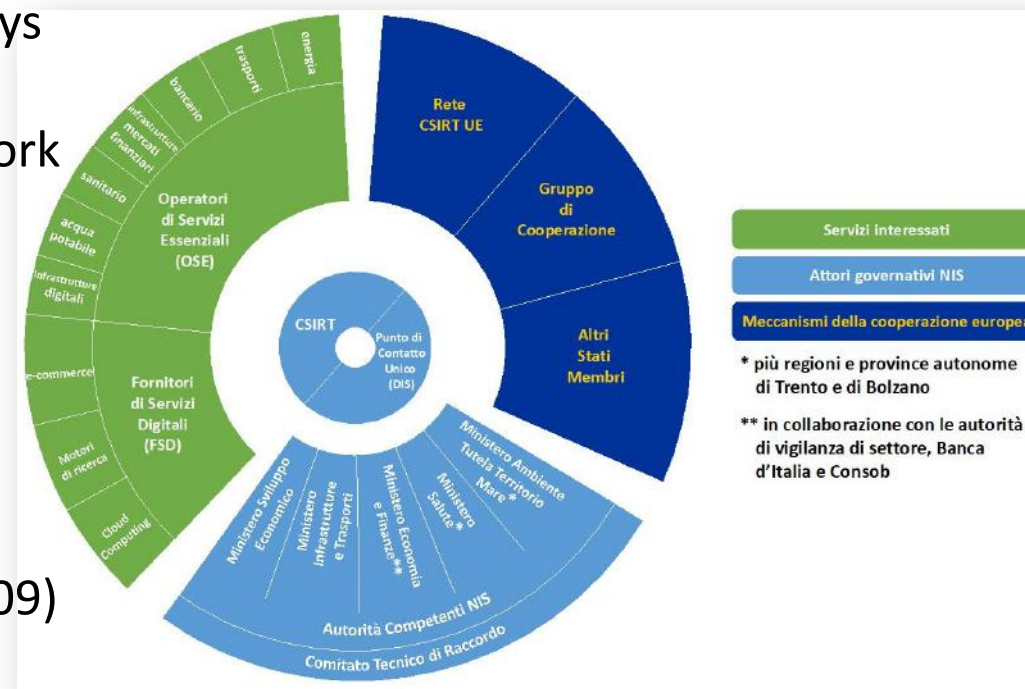 ys
ork
09)
energia
trasporti
bancario
infrastrutture
mercati
finanziari
sanitario
acqua
potabile
infrastrutture
digitali
Operatori
di Servizi
Essenziali
(OSE)
e-commerce
Motori
di ricerca
Cloud
Computing
Fornitori
di Servizi
Digitali
(FSD)
Rete
CSIRT UE
Gruppo
di
Cooperazione
Altri
Stati
Membri
CSIRT
Punto di
Contatto
Unico
(DIS)
Ministero Sviluppo
Economico
Ministero
Infrastrutture
e Trasporti
Ministero Economia
e Finanze**
Ministero
Salute*
Ministero Ambiente
Tutela Territorio
Mare*
Autorità Competenti NIS
Comitato Tecnico di Raccordo
Servizi interessati
Attori governativi NIS
Meccanismi della cooperazione europea
* più regioni e province autonome
di Trento e di Bolzano
** in collaborazione con le autorità
di vigilanza di settore, Banca
d'Italia e Consob